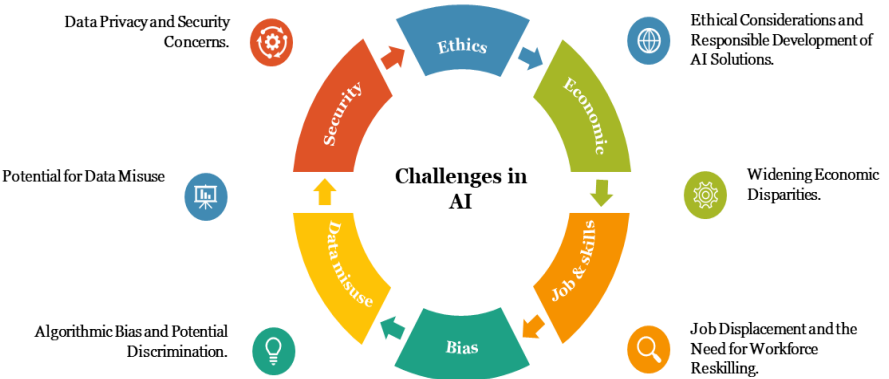 Data Privacy and Security
Concerns.
Ethics
Ethical Considerations and
Responsible Development of
AI Solutions.
Security
Economic
Potential for Data Misuse
Challenges in
AI
Widening Economic
Disparities.
Data misuse
Job & skills
Algorithmic Bias and Potential
Discrimination.
Bias
Job Displacement and the
Need for Workforce
Reskilling.